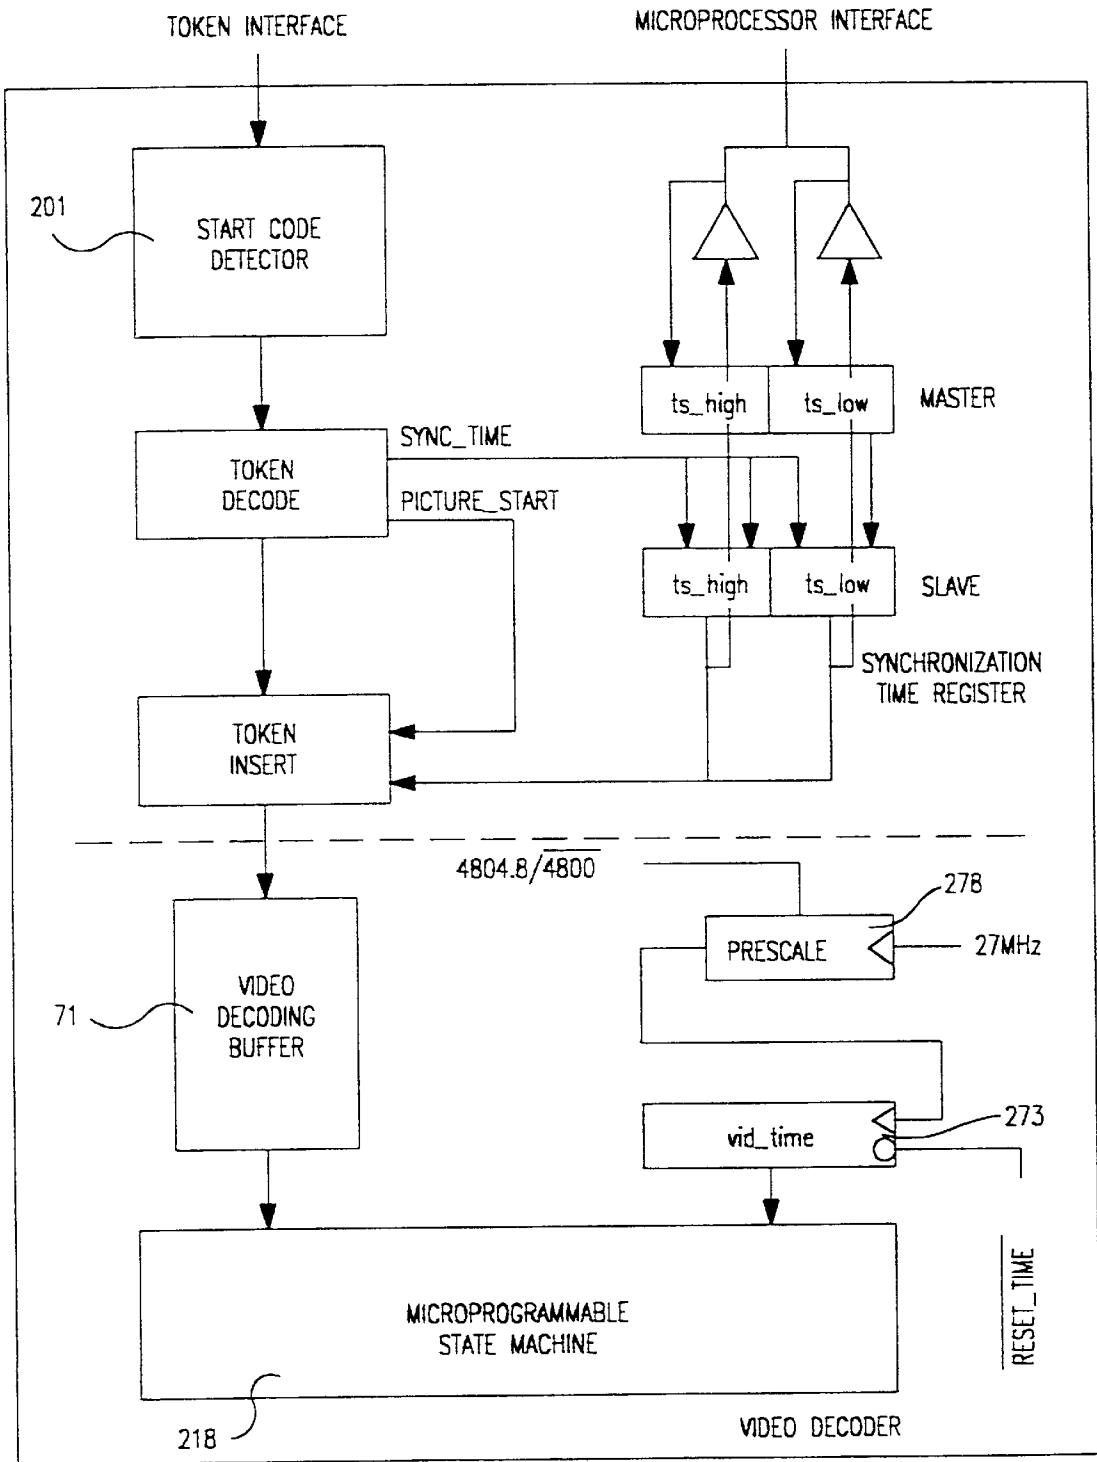 TOKEN INTERFACE
MICROPROCESSOR INTERFACE
201
START CODE
DETECTOR
ts_high
ts_low
MASTER
SYNC_TIME
TOKEN
DECODE
PICTURE_START
ts_high
ts_low
SLAVE
SYNCHRONIZATION
TIME REGISTER
TOKEN
INSERT
4804.8/4800
278
PRESCALE
27MHz
71
VIDEO
DECODING
BUFFER
vid_time
273
RESET_TIME
MICROPROGRAMMABLE
STATE MACHINE
218
VIDEO DECODER